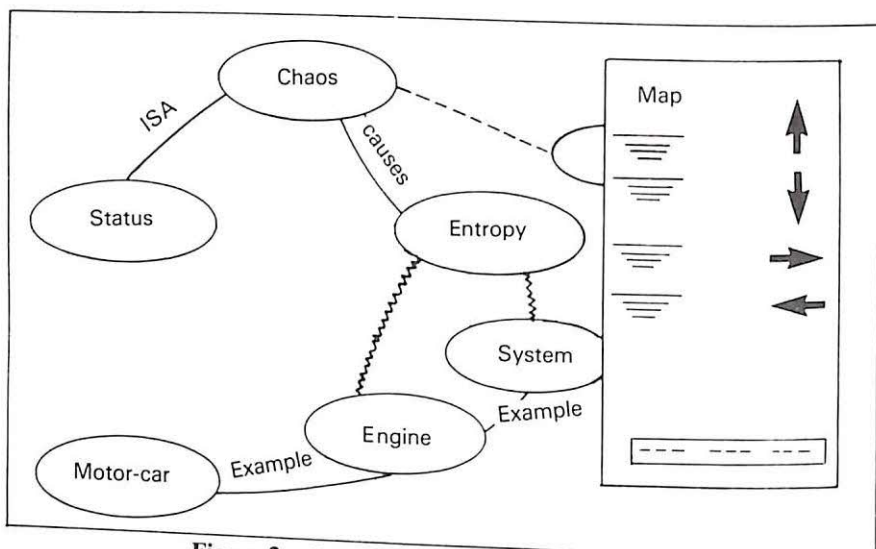 Chaos
Map
ISA
causes
Status
Entropy
System
Example
Engine
Example
Motor-car